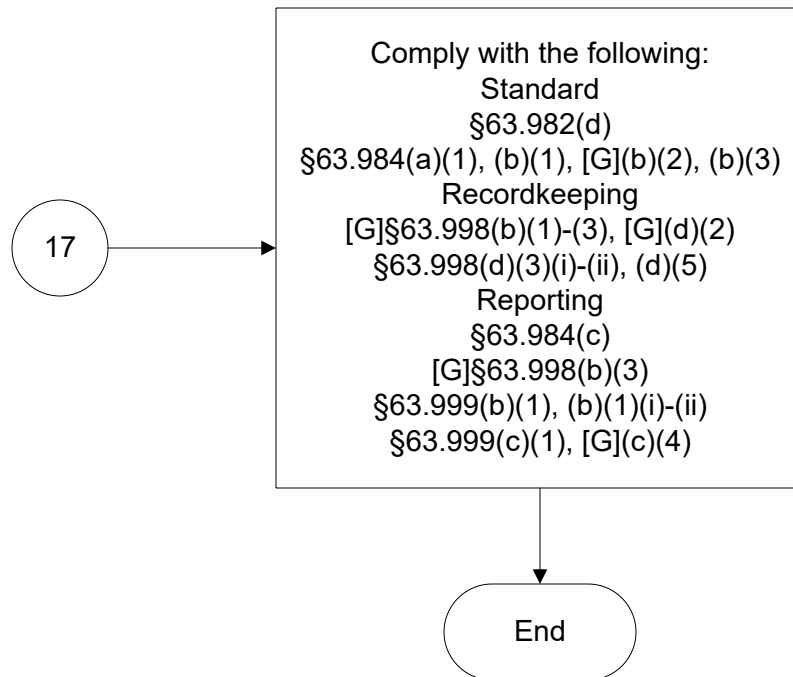 Comply with the following:
Standard
§63.982(d)
§63.984(a)(1), (b)(1), [G](b)(2), (b)(3)
Recordkeeping
[G]§63.998(b)(1)-(3), [G](d)(2)
§63.998(d)(3)(i)-(ii), (d)(5)
Reporting
§63.984(c)
[G]§63.998(b)(3)
§63.999(b)(1), (b)(1)(i)-(ii)
§63.999(c)(1), [G](c)(4)
17
End